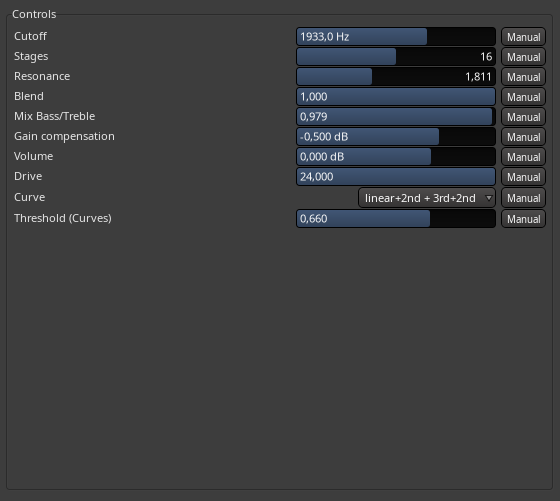 Controls
Cutoff 1933,0 Hz Manual
Stages 16 Manual
Resonance 1,811 Manual
Blend 1,000 Manual
Mix Bass/Treble 0,979 Manual
Gain compensation -0,500 dB Manual
Volume 0,000 dB Manual
Drive 24,000 Manual
Curve linear+2nd + 3rd+2nd Manual
Threshold (Curves) 0,660 Manual